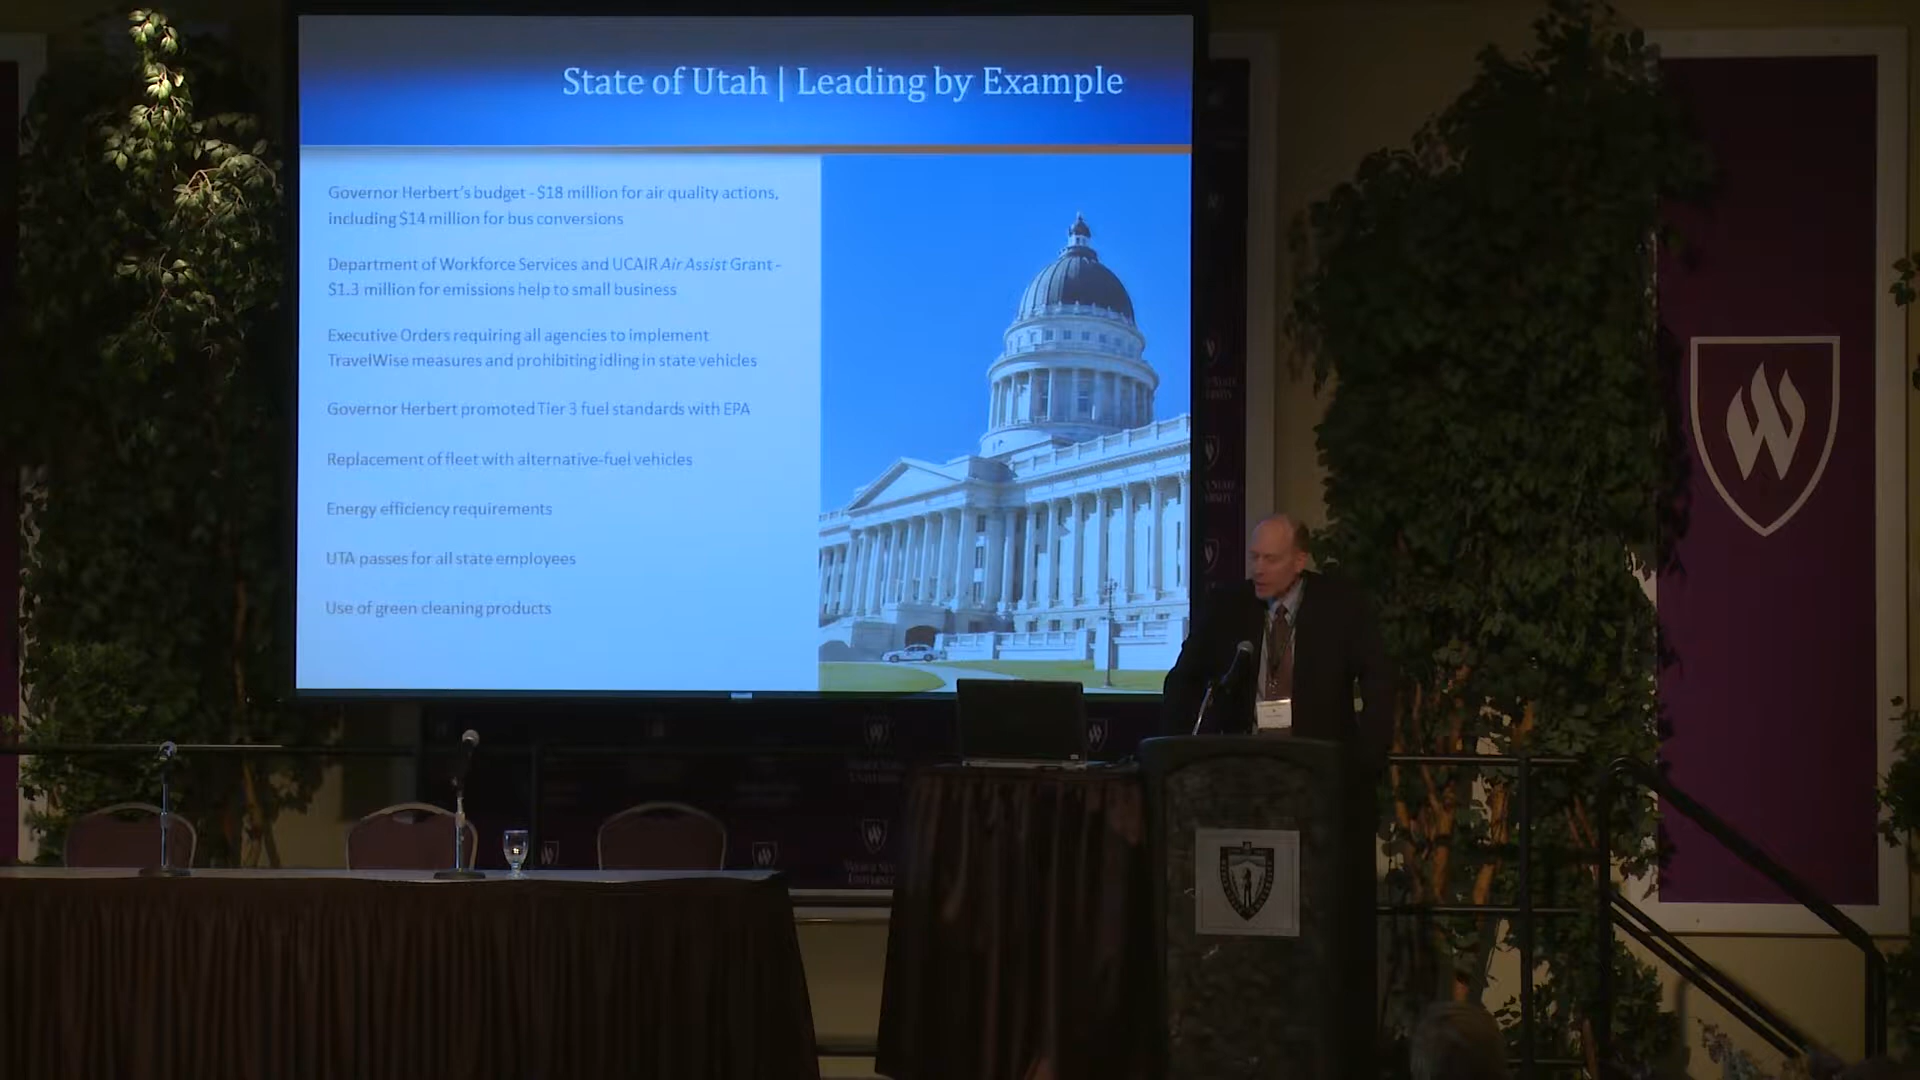 State of Utah | Leading by Example
Governor Herbert's budget - $18 million for air quality actions,
including $14 million for bus conversions
Department of Workforce Services and UCAIR Air Assist Grant -
$1.3 million for emissions help to small business
Executive Orders requiring all agencies to implement
TravelWise measures and prohibiting idling in state vehicles
Governor Herbert promoted Tier 3 fuel standards with EPA
Replacement of fleet with alternative-fuel vehicles
Energy efficiency requirements
UTA passes for all state employees
Use of green cleaning products
W